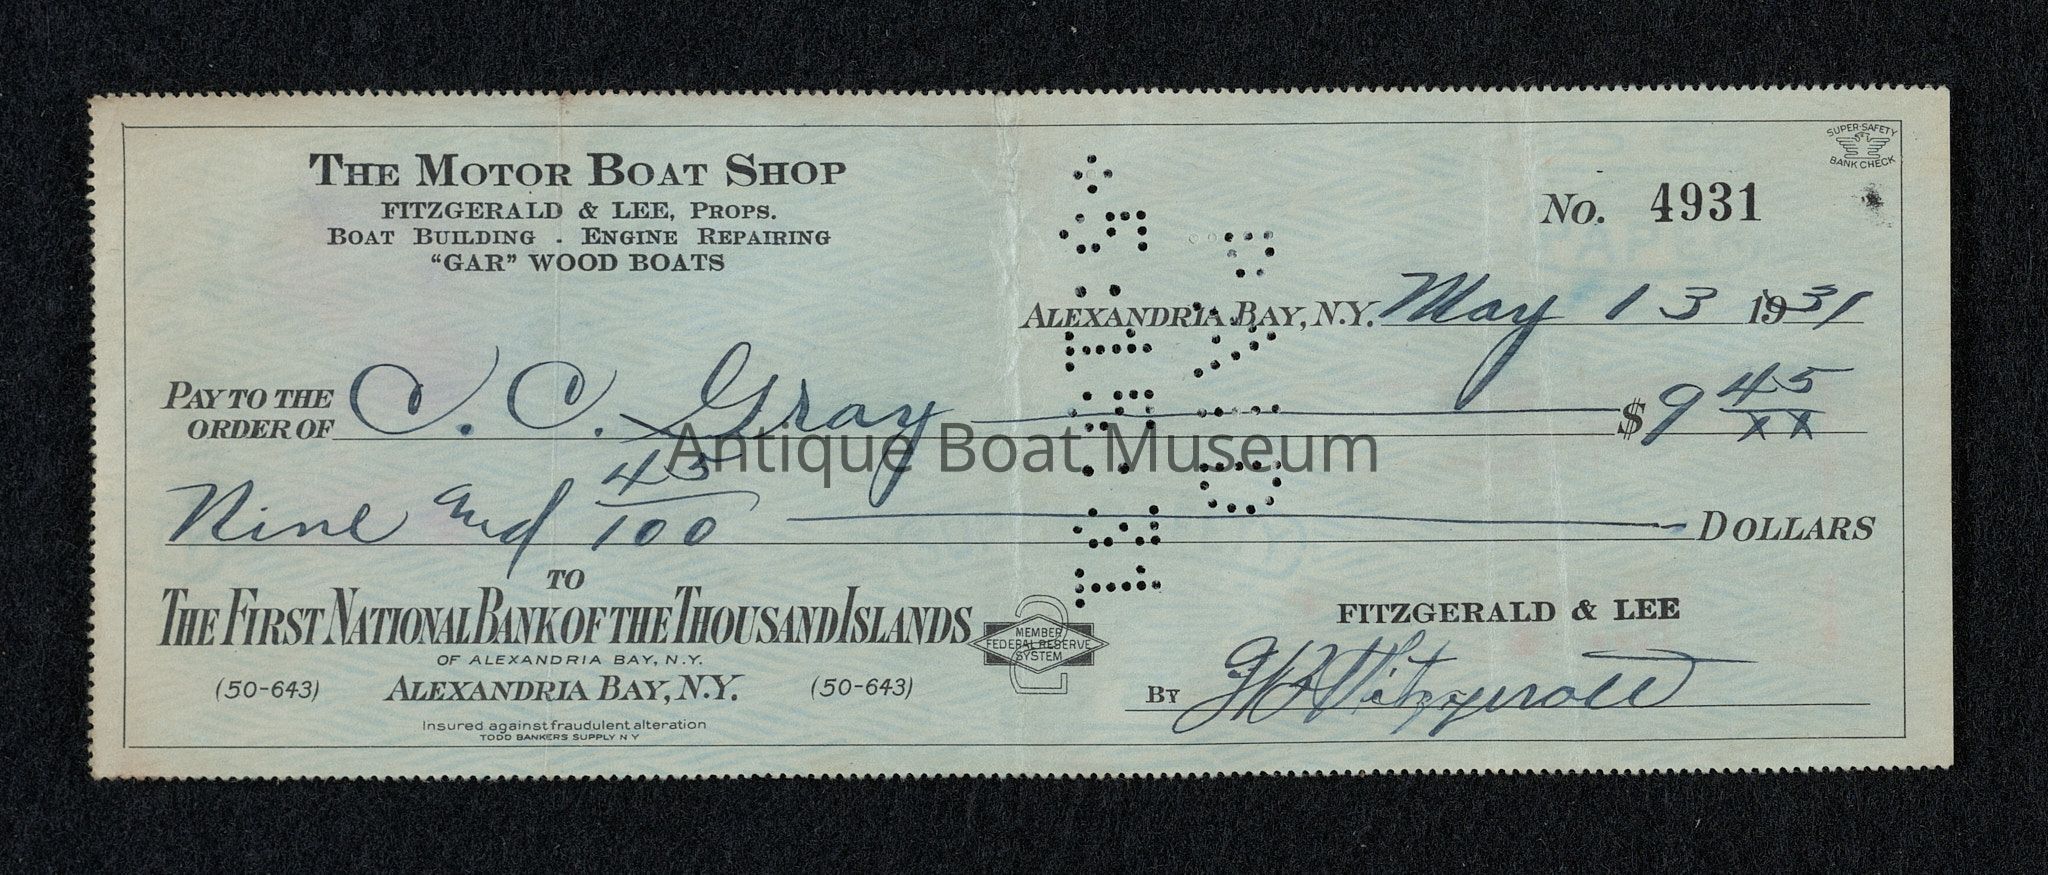 THE MOTOR BOAT SHOP
FITZGERALD & LEE, PROPS.
BOAT BUILDING . ENGINE REPAIRING
"GAR" WOOD BOATS
SUPER-SAFETY
BANK CHECK
No. 4931
ALEXANDRIA BAY, N.Y. May 13 1931
PAY TO THE
ORDER OF C. C. Gray $9 45/xx
Antique Boat Museum
Nine and 45/100 DOLLARS
TO
THE FIRST NATIONAL BANK OF THE THOUSAND ISLANDS
OF ALEXANDRIA BAY, N.Y.
(50-643) ALEXANDRIA BAY, N.Y. (50-643)
Insured against fraudulent alteration
TODD BANKERS SUPPLY N Y
MEMBER
FEDERAL RESERVE
SYSTEM
FITZGERALD & LEE
BY Fitzgerald